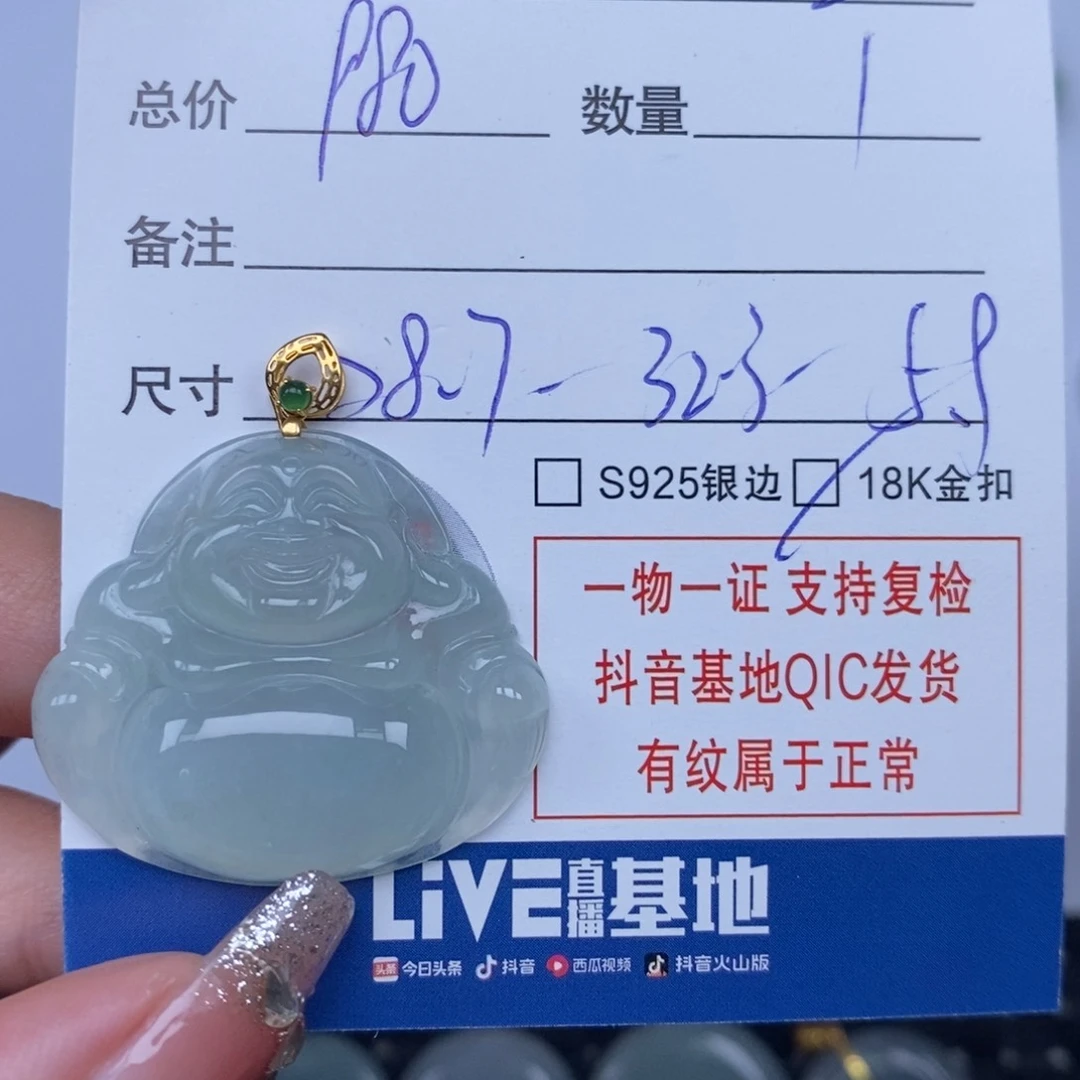 总价 数量 1
备注
尺寸 28.7-32.3-5.9
S925银边 18K金扣
一物一证 支持复检
抖音基地QIC发货
有纹属于正常
LiVE直播基地
头条 今日头条 抖音 西瓜视频 抖音火山版